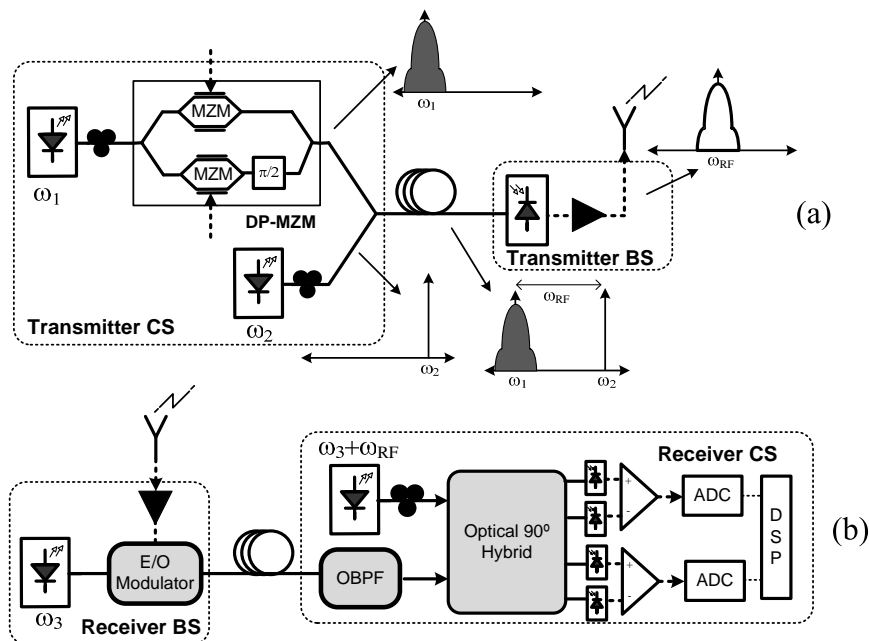 ω1
MZM
ω1
MZM
π/2
ωRF
DP-MZM
(a)
Transmitter BS
ω2
ωRF
Transmitter CS
ω2
ω1
ω2
ω3+ωRF
Receiver CS
ADC
Optical 90º
Hybrid
D
S
P
(b)
E/O
Modulator
OBPF
ADC
ω3
Receiver BS
+
-
+
-